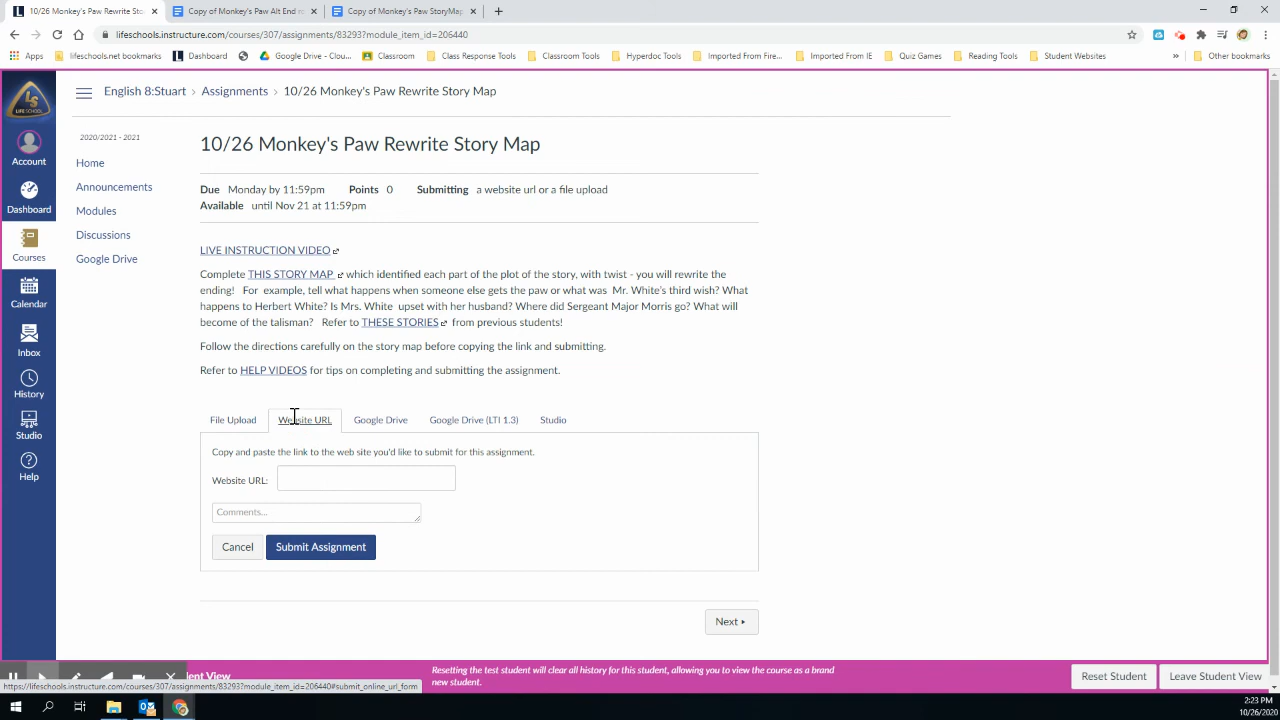 10/26 Monkey's Paw Rewrite Sto
Copy of Monkey's Paw Alt End re
Copy of Monkey's Paw StoryMap
lifeschools.instructure.com/courses/307/assignments/83293?module_item_id=206440
Apps lifeschools.net bookmarks Dashboard Google Drive - Clou... Classroom Class Response Tools Classroom Tools Hyperdoc Tools Imported From Fire... Imported From IE Quiz Games Reading Tools Student Websites » Other bookmarks
LS
LIFE SCHOOL
Account
Dashboard
Courses
Calendar
Inbox
History
Studio
Help
English 8:Stuart › Assignments › 10/26 Monkey's Paw Rewrite Story Map
2020/2021 - 2021
Home
Announcements
Modules
Discussions
Google Drive
10/26 Monkey's Paw Rewrite Story Map
Due Monday by 11:59pm Points 0 Submitting a website url or a file upload
Available until Nov 21 at 11:59pm
LIVE INSTRUCTION VIDEO
Complete THIS STORY MAP which identified each part of the plot of the story, with twist - you will rewrite the
ending! For example, tell what happens when someone else gets the paw or what was Mr. White's third wish? What
happens to Herbert White? Is Mrs. White upset with her husband? Where did Sergeant Major Morris go? What will
become of the talisman? Refer to THESE STORIES from previous students!
Follow the directions carefully on the story map before copying the link and submitting.
Refer to HELP VIDEOS for tips on completing and submitting the assignment.
File Upload Website URL Google Drive Google Drive (LTI 1.3) Studio
Copy and paste the link to the web site you'd like to submit for this assignment.
Website URL:
Comments...
Cancel Submit Assignment
Next
dent View
Resetting the test student will clear all history for this student, allowing you to view the course as a brand
new student.
Reset Student Leave Student View
https://lifeschools.instructure.com/courses/307/assignments/83293?module_item_id=206440#submit_online_url_form
2:23 PM
10/26/2020